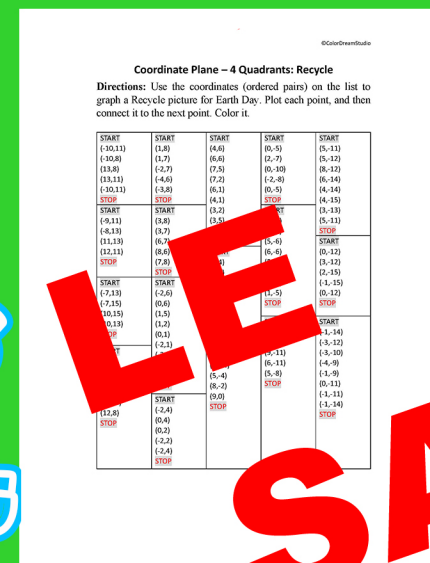 ©ColorDreamStudio
Coordinate Plane – 4 Quadrants: Recycle
Directions: Use the coordinates (ordered pairs) on the list to
graph a Recycle picture for Earth Day. Plot each point, and then
connect it to the next point. Color it.
START
(-10,11)
(-10,8)
(13,8)
(13,11)
(-10,11)
STOP
START
(-9,11)
(-8,13)
(11,13)
(12,11)
STOP
START
(-7,13)
(-7,15)
(12,8)
STOP
START
(1,8)
(1,7)
(-2,7)
(-4,6)
(-3,8)
STOP
START
(3,8)
(3,7)
(8,6)
(7,8)
STOP
START
(-2,6)
(0,6)
(1,5)
(1,2)
(0,1)
(-2,1)
START
(-2,4)
(0,4)
(0,2)
(-2,2)
(-2,4)
STOP
START
(4,6)
(6,6)
(7,5)
(7,2)
(6,1)
(4,1)
(3,2)
(3,5)
(5,-4)
(8,-2)
(9,0)
STOP
START
(0,-5)
(2,-7)
(0,-10)
(-2,-8)
(0,-5)
STOP
(5,-6)
(6,-6)
(1,-5)
STOP
(6,-11)
(5,-8)
STOP
START
(5,-11)
(5,-12)
(8,-12)
(6,-14)
(4,-14)
(4,-15)
(3,-13)
(5,-11)
STOP
START
(0,-12)
(3,-12)
(2,-15)
(-1,-15)
(0,-12)
STOP
START
(-1,-14)
(-3,-12)
(-3,-10)
(-4,-9)
(-1,-9)
(0,-11)
(-1,-11)
(-1,-14)
STOP
LE
SA